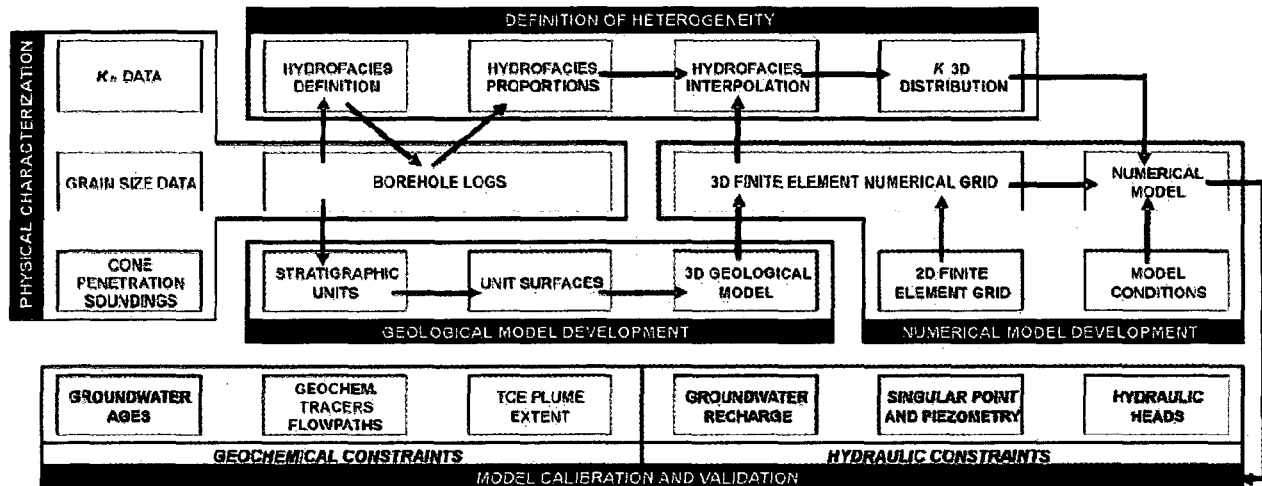 DEFINITION OF HETEROGENEITY
PHYSICAL CHARACTERIZATION
Kh DATA
HYDROFACIES
DEFINITION
HYDROFACIES
PROPORTIONS
HYDROFACIES
INTERPOLATION
K 3D
DISTRIBUTION
GRAIN SIZE DATA
BOREHOLE LOGS
3D FINITE ELEMENT NUMERICAL GRID
NUMERICAL
MODEL
CONE
PENETRATION
SOUNDINGS
STRATIGRAPHIC
UNITS
UNIT SURFACES
3D GEOLOGICAL
MODEL
2D FINITE
ELEMENT GRID
MODEL
CONDITIONS
GEOLOGICAL MODEL DEVELOPMENT
NUMERICAL MODEL DEVELOPMENT
GROUNDWATER
AGES
GEOCHEM.
TRACERS
FLOWPATHS
TCE PLUME
EXTENT
GROUNDWATER
RECHARGE
SINGULAR POINT
AND PIEZOMETRY
HYDRAULIC
HEADS
GEOCHEMICAL CONSTRAINTS
HYDRAULIC CONSTRAINTS
MODEL CALIBRATION AND VALIDATION